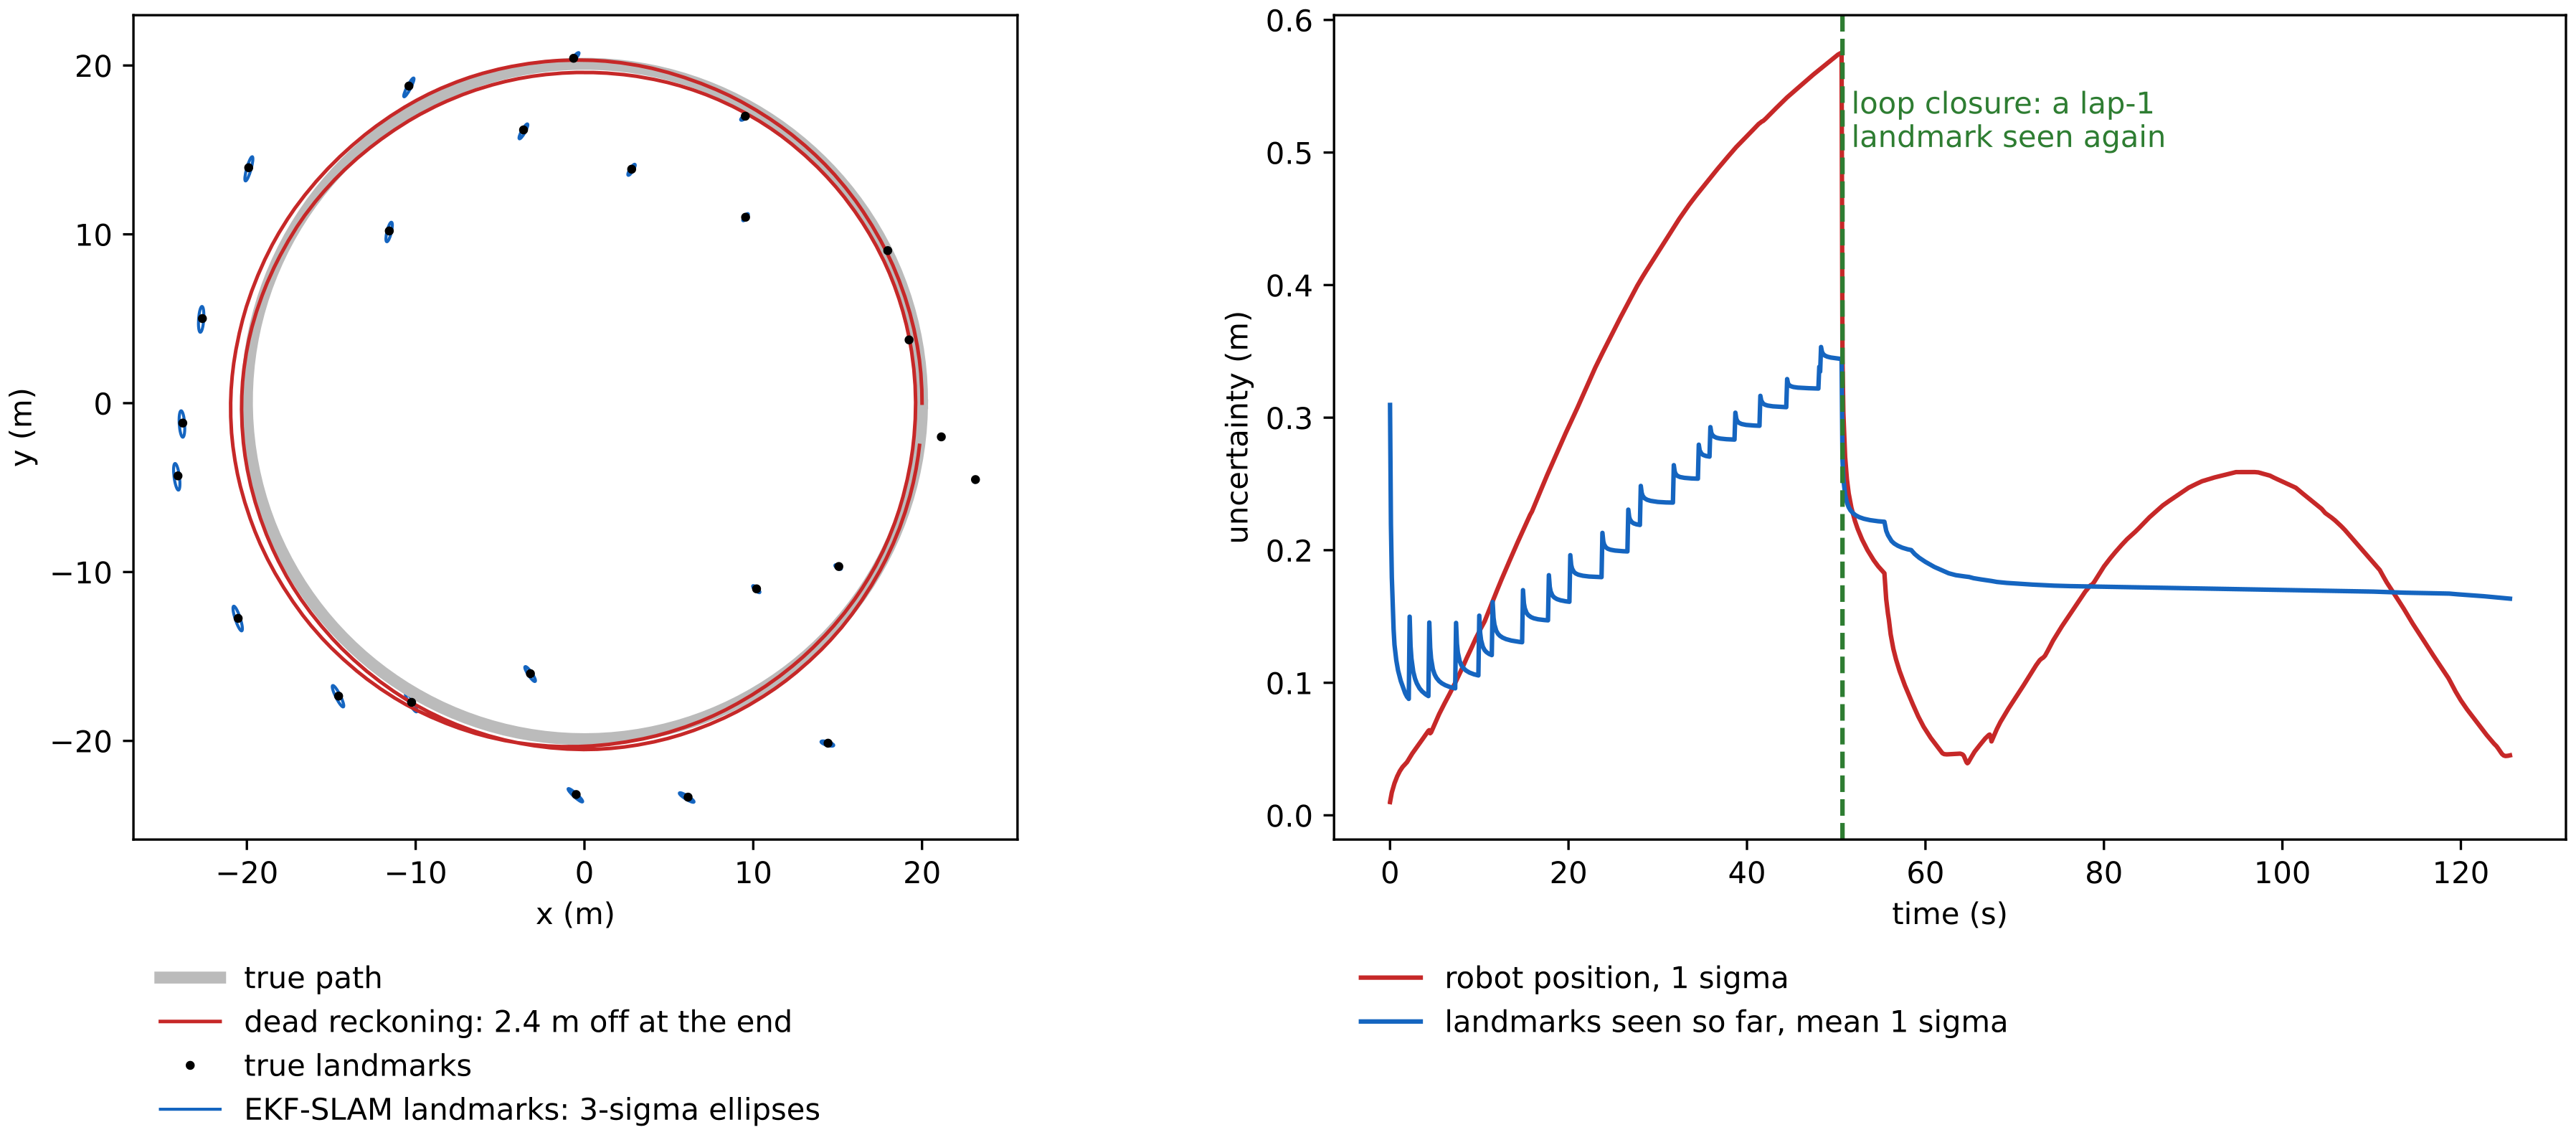 20
10
0
−10
−20
y (m)
−20
−10
0
10
20
x (m)
true path
dead reckoning: 2.4 m off at the end
true landmarks
EKF-SLAM landmarks: 3-sigma ellipses
0.6
0.5
0.4
0.3
0.2
0.1
0.0
uncertainty (m)
loop closure: a lap-1
landmark seen again
0
20
40
60
80
100
120
time (s)
robot position, 1 sigma
landmarks seen so far, mean 1 sigma